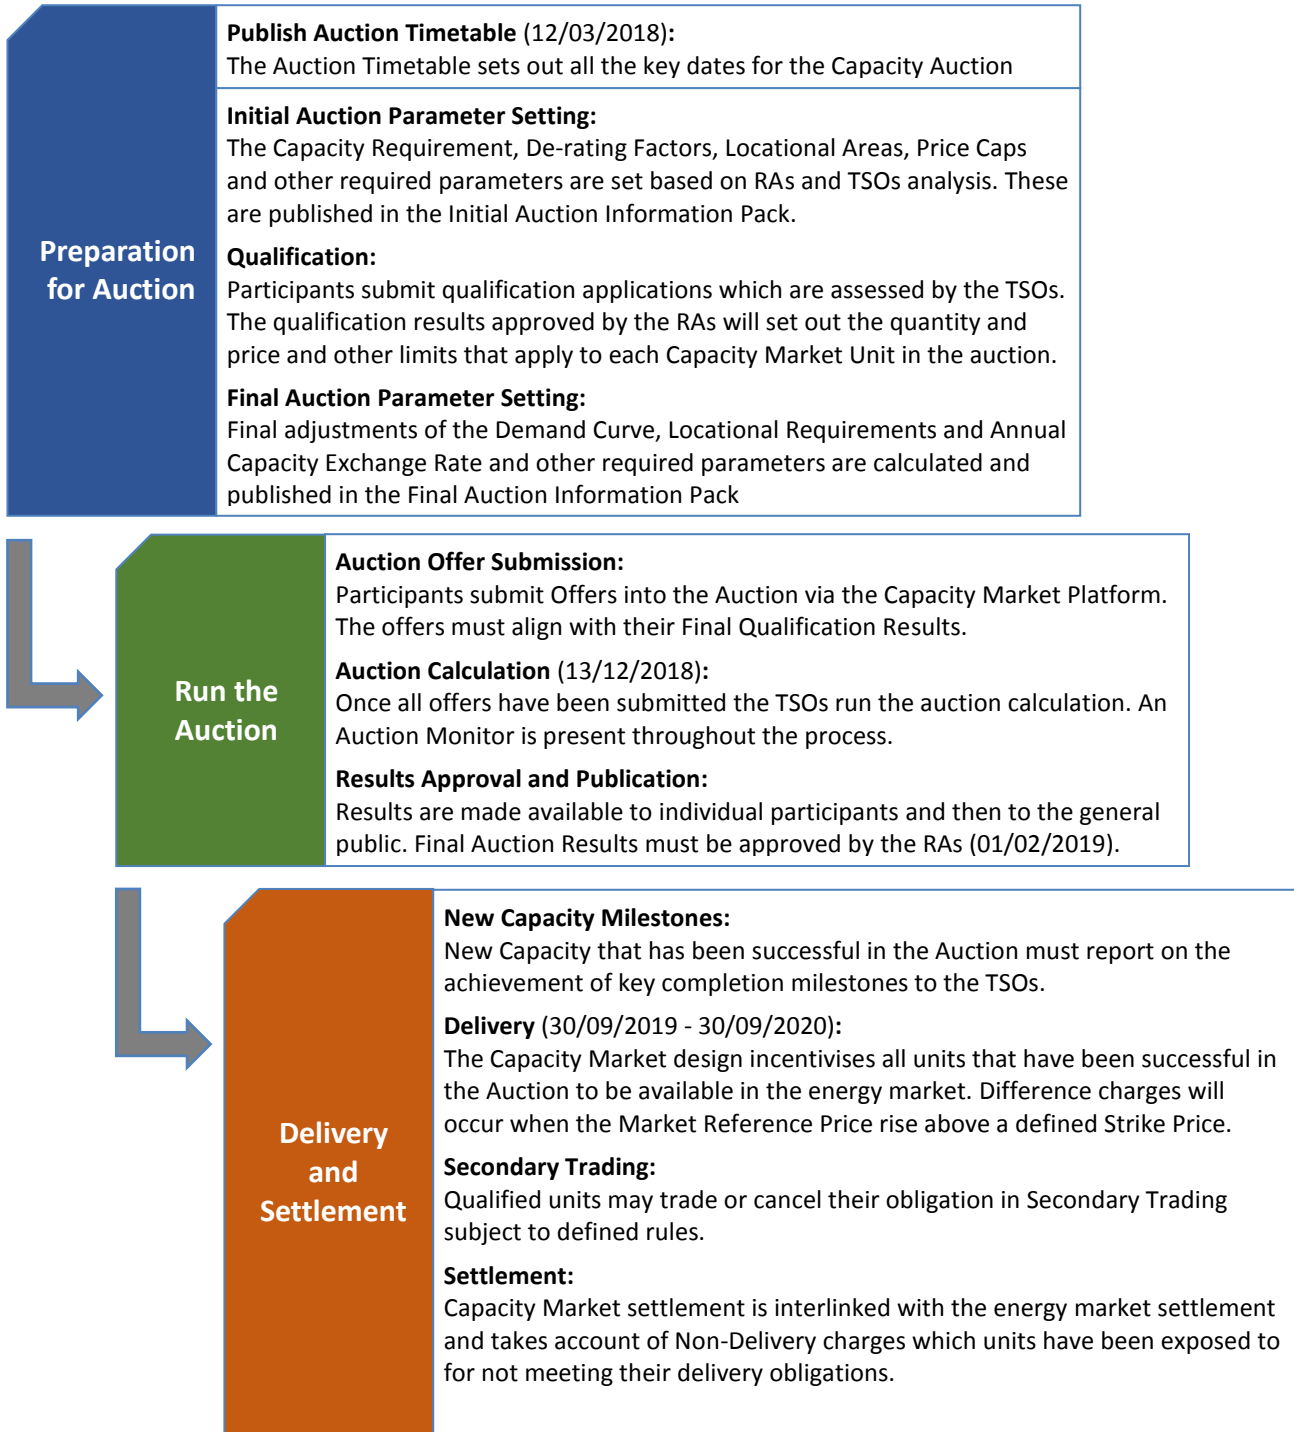 Preparation
for Auction
Publish Auction Timetable (12/03/2018):
The Auction Timetable sets out all the key dates for the Capacity Auction
Initial Auction Parameter Setting:
The Capacity Requirement, De-rating Factors, Locational Areas, Price Caps
and other required parameters are set based on RAs and TSOs analysis. These
are published in the Initial Auction Information Pack.
Qualification:
Participants submit qualification applications which are assessed by the TSOs.
The qualification results approved by the RAs will set out the quantity and
price and other limits that apply to each Capacity Market Unit in the auction.
Final Auction Parameter Setting:
Final adjustments of the Demand Curve, Locational Requirements and Annual
Capacity Exchange Rate and other required parameters are calculated and
published in the Final Auction Information Pack
Run the
Auction
Auction Offer Submission:
Participants submit Offers into the Auction via the Capacity Market Platform.
The offers must align with their Final Qualification Results.
Auction Calculation (13/12/2018):
Once all offers have been submitted the TSOs run the auction calculation. An
Auction Monitor is present throughout the process.
Results Approval and Publication:
Results are made available to individual participants and then to the general
public. Final Auction Results must be approved by the RAs (01/02/2019).
Delivery
and
Settlement
New Capacity Milestones:
New Capacity that has been successful in the Auction must report on the
achievement of key completion milestones to the TSOs.
Delivery (30/09/2019 - 30/09/2020):
The Capacity Market design incentivises all units that have been successful in
the Auction to be available in the energy market. Difference charges will
occur when the Market Reference Price rise above a defined Strike Price.
Secondary Trading:
Qualified units may trade or cancel their obligation in Secondary Trading
subject to defined rules.
Settlement:
Capacity Market settlement is interlinked with the energy market settlement
and takes account of Non-Delivery charges which units have been exposed to
for not meeting their delivery obligations.